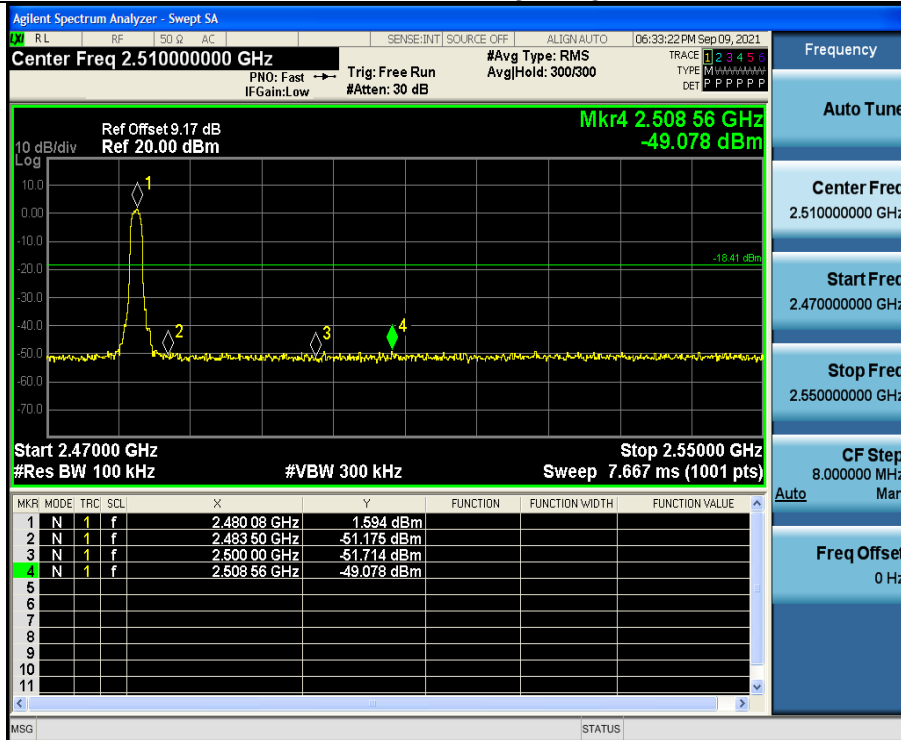 Agilent Spectrum Analyzer - Swept SA
LXI RL RF 50 Ω AC SENSE:INT SOURCE OFF ALIGN AUTO 06:33:22 PM Sep 09, 2021
Center Freq 2.510000000 GHz #Avg Type: RMS TRACE 1 2 3 4 5 6
PNO: Fast Trig: Free Run Avg|Hold: 300/300 TYPE M
IFGain:Low #Atten: 30 dB DET P P P P P P
Ref Offset 9.17 dB Mkr4 2.508 56 GHz
10 dB/div Ref 20.00 dBm -49.078 dBm
Log
10.0
0.00
-10.0
-20.0
-30.0
-40.0
-50.0
-60.0
-70.0
1
-18.41 dBm
2
3
4
Start 2.47000 GHz Stop 2.55000 GHz
#Res BW 100 kHz #VBW 300 kHz Sweep 7.667 ms (1001 pts)
MKR MODE TRC SCL X Y FUNCTION FUNCTION WIDTH FUNCTION VALUE
1 N 1 f 2.480 08 GHz 1.594 dBm
2 N 1 f 2.483 50 GHz -51.175 dBm
3 N 1 f 2.500 00 GHz -51.714 dBm
4 N 1 f 2.508 56 GHz -49.078 dBm
5
6
7
8
9
10
11
MSG STATUS
Frequency
Auto Tune
Center Freq
2.510000000 GHz
Start Freq
2.470000000 GHz
Stop Freq
2.550000000 GHz
CF Step
8.000000 MHz
Auto Man
Freq Offset
0 Hz